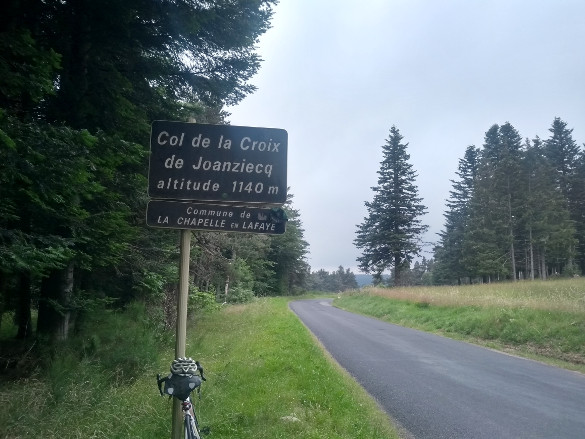 Col de la Croix
de Joanziecq
altitude 1140 m
Commune de
LA CHAPELLE en LAFAYE